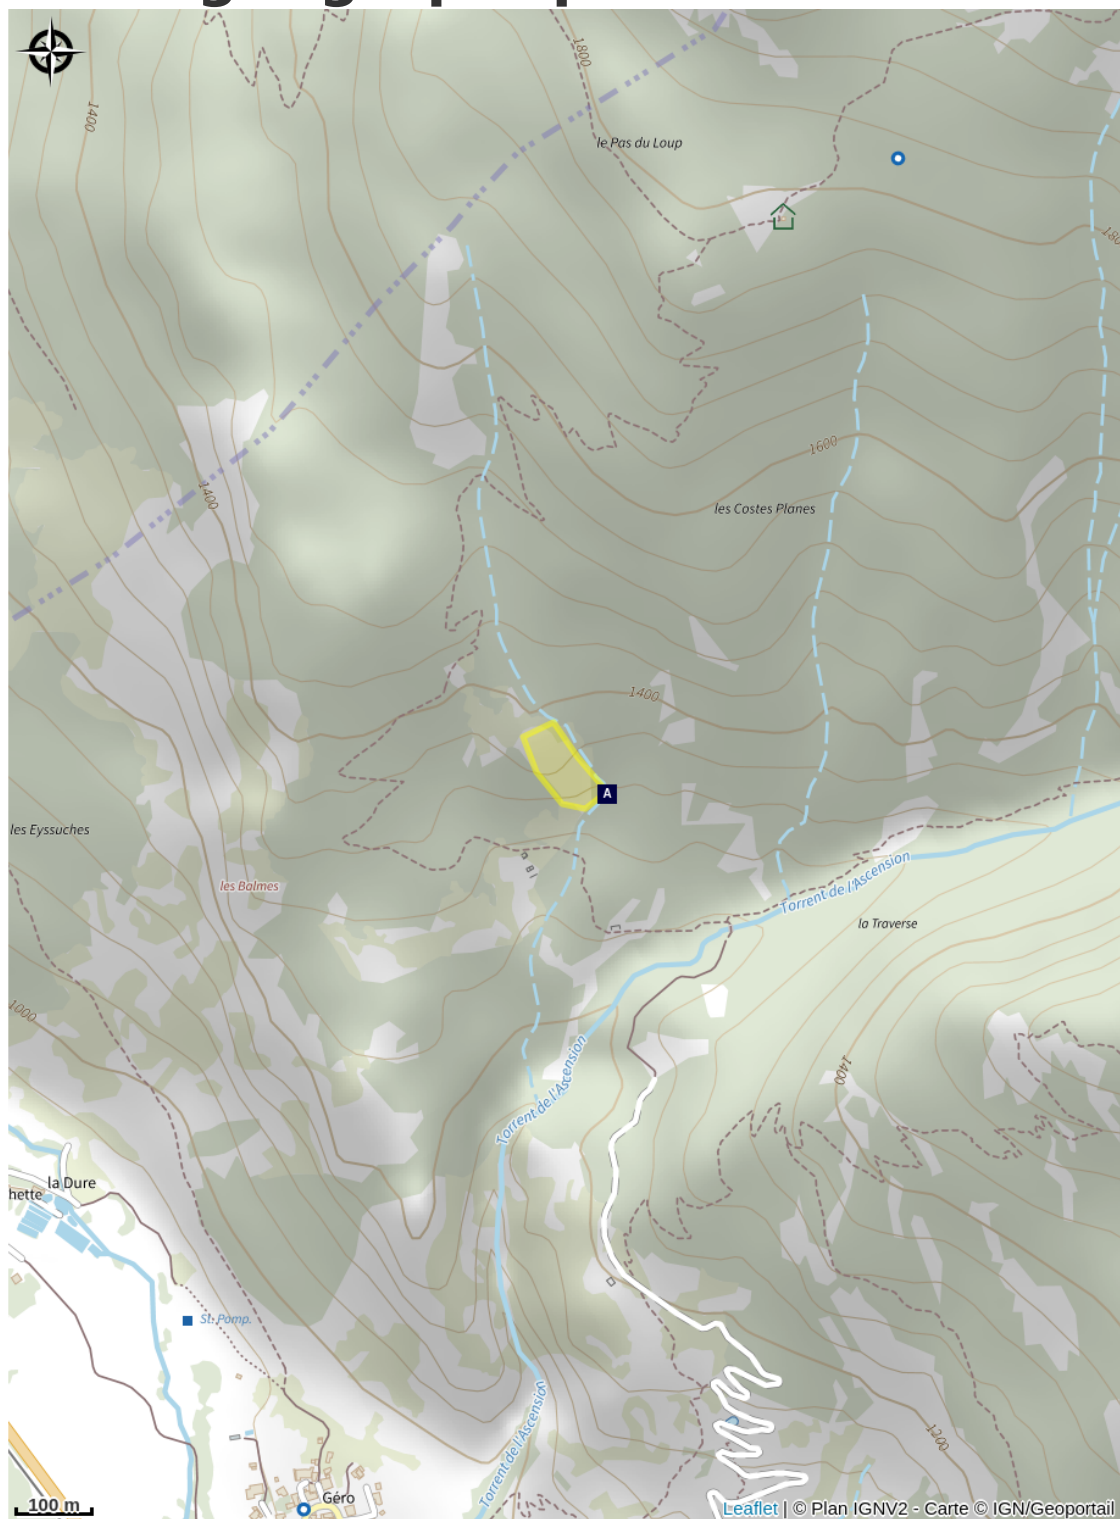 1800
1400
le Pas du Loup
180
1600
1400
les Costes Planes
1400
A
les Eyssuches
les Balmes
Torrent de l'Ascension
la Traverse
1000
1400
Torrent de l'Ascension
la Dure
hette
St. Pomp.
Torrent de l'Ascension
1200
Géro
100 m
Leaflet | © Plan IGNV2 - Carte © IGN/Geoportail